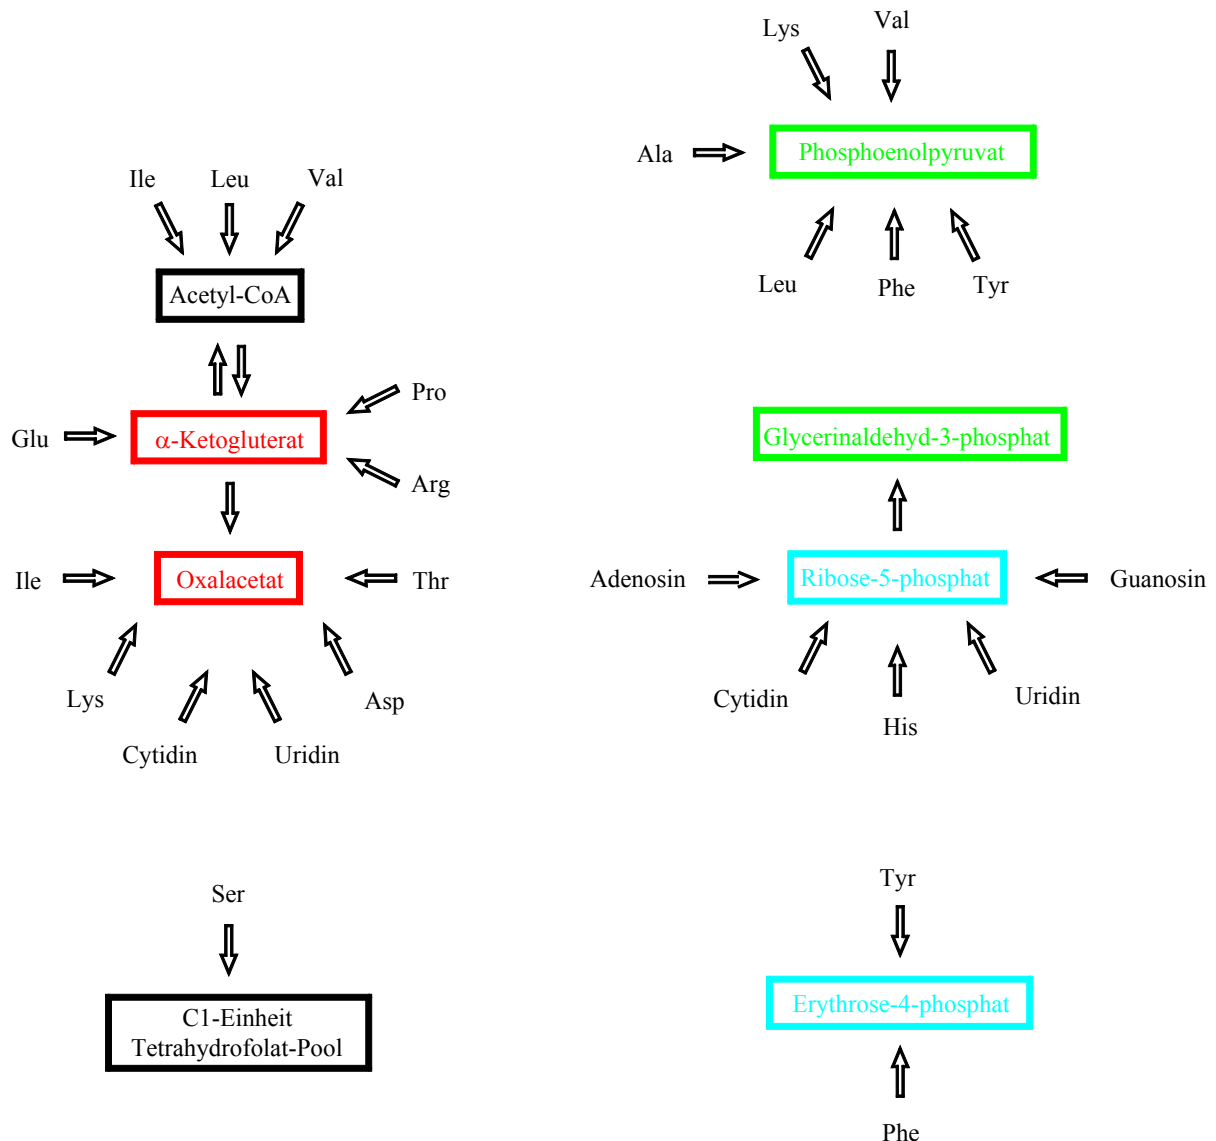 Lys
Val
Ala
Phosphoenolpyruvat
Leu
Phe
Tyr
Ile
Leu
Val
Acetyl-CoA
Glu
α-Ketogluterat
Pro
Arg
Ile
Oxalacetat
Thr
Lys
Cytidin
Uridin
Asp
Glycerinaldehyd-3-phosphat
Adenosin
Ribose-5-phosphat
Guanosin
Cytidin
His
Uridin
Ser
C1-Einheit
Tetrahydrofolat-Pool
Tyr
Erythrose-4-phosphat
Phe